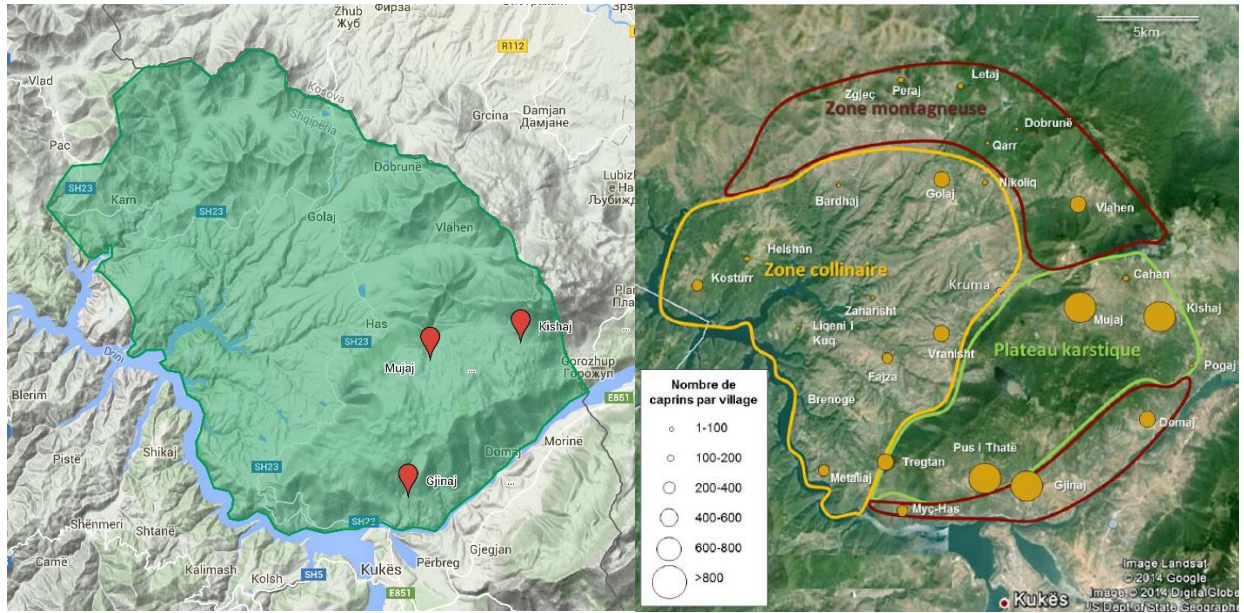 Zhub
Жуб
Фирза
R112
Зрзе
Vlad
Pac
Kosova
Shqipëria
Grcina
Damjan
Дамјане
SH23
Kam
SH23
Dobrunë
Golaj
Vlahen
Has
SH23
Mujaj
Kishaj
...
...
Gorozhup
Горожуп
E851
Drini
Blerim
Pistë
Shikaj
Domaj
Morinë
...
Gjinaj
SH23
SH23
Shënmeri
Shtanë
Camë
Kalimash
Kolsh
SH5
Kukës
Përbreg
Gjegjan
E851
5km
Letaj
Peraj
Zgjeç
Zone montagneuse
Dobrunë
Qarr
Nikoliq
Golaj
Bardhaj
Vlahen
Helshan
Kosturr
Zone collinaire
Kruma
Cahan
Kishaj
Mujaj
Zaharisht
Liqeni i
Kuq
Vranisht
Plateau karstique
Fajza
Pogaj
Brenoge
Domaj
Pus i Thatë
Tregtan
Metaliaj
Gjinaj
Myç-Has
Nombre de
caprins par village
1-100
100-200
200-400
400-600
600-800
>800
Kukës
Image Landsat
© 2014 Google
Image © 2014 DigitalGlobe
US Dept of State Geographer